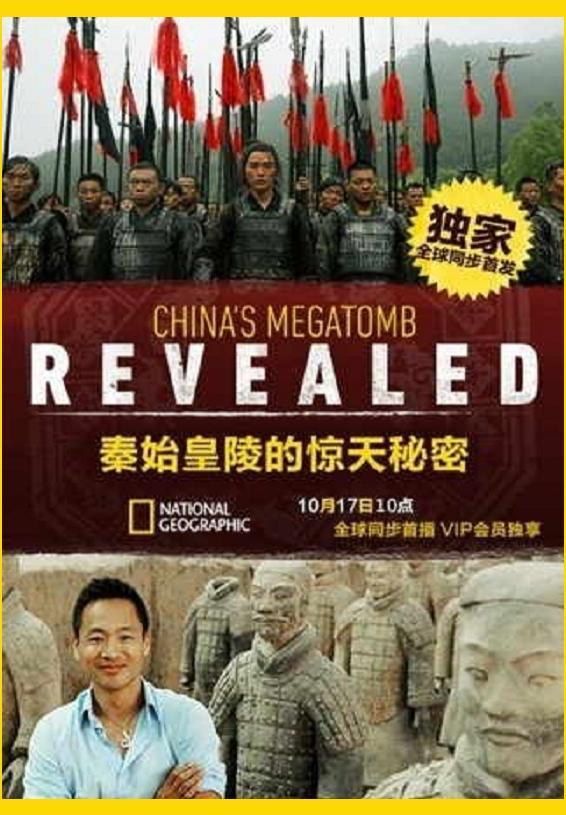 独家
全球同步首发
CHINA'S MEGATOMB
REVEALED
秦始皇陵的惊天秘密
NATIONAL
GEOGRAPHIC
10月17日10点
全球同步首播 VIP会员独享